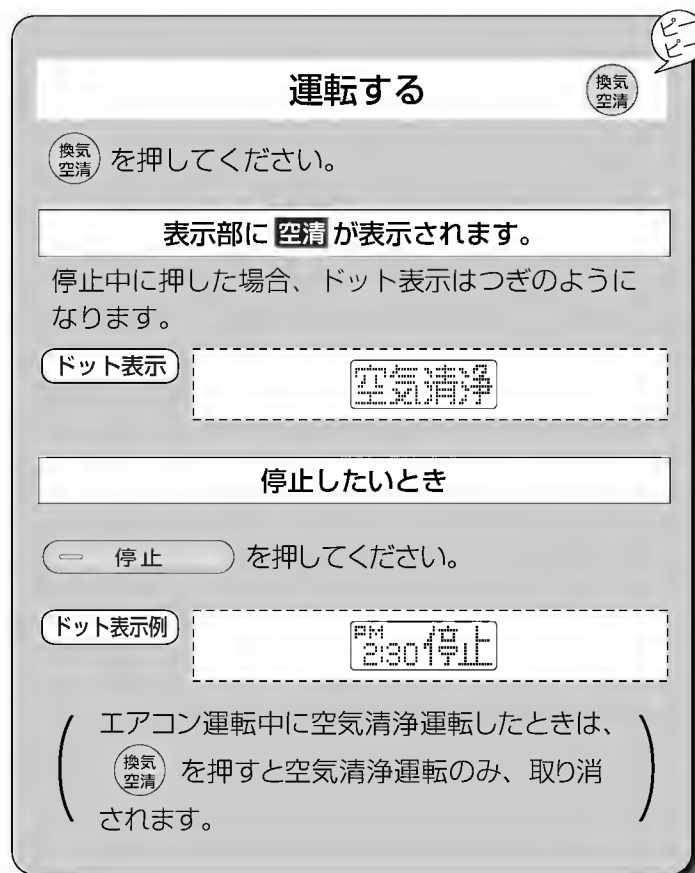 ピー
ピー
運転する
換気
空清
換気
空清
を押してください。
表示部に 空清 が表示されます。
停止中に押した場合、ドット表示はつぎのように
なります。
ドット表示
空気清浄
停止したいとき
停止 を押してください。
ドット表示例
PM
2:30停止
エアコン運転中に空気清浄運転したときは、
換気
空清
を押すと空気清浄運転のみ、取り消
されます。